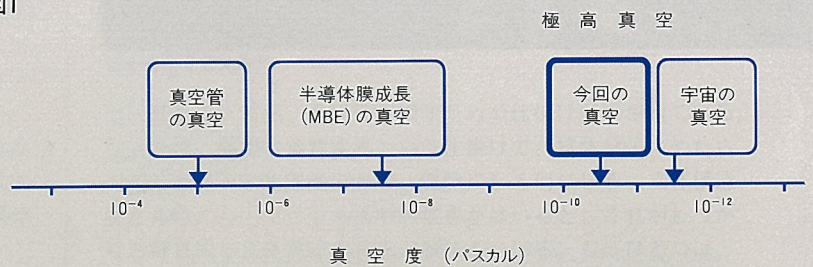 図1
極高真空
真空管
の真空
半導体膜成長
(MBE)の真空
今回の
真空
宇宙の
真空
10⁻⁴
10⁻⁶
10⁻⁸
10⁻¹⁰
10⁻¹²
真空度(パスカル)